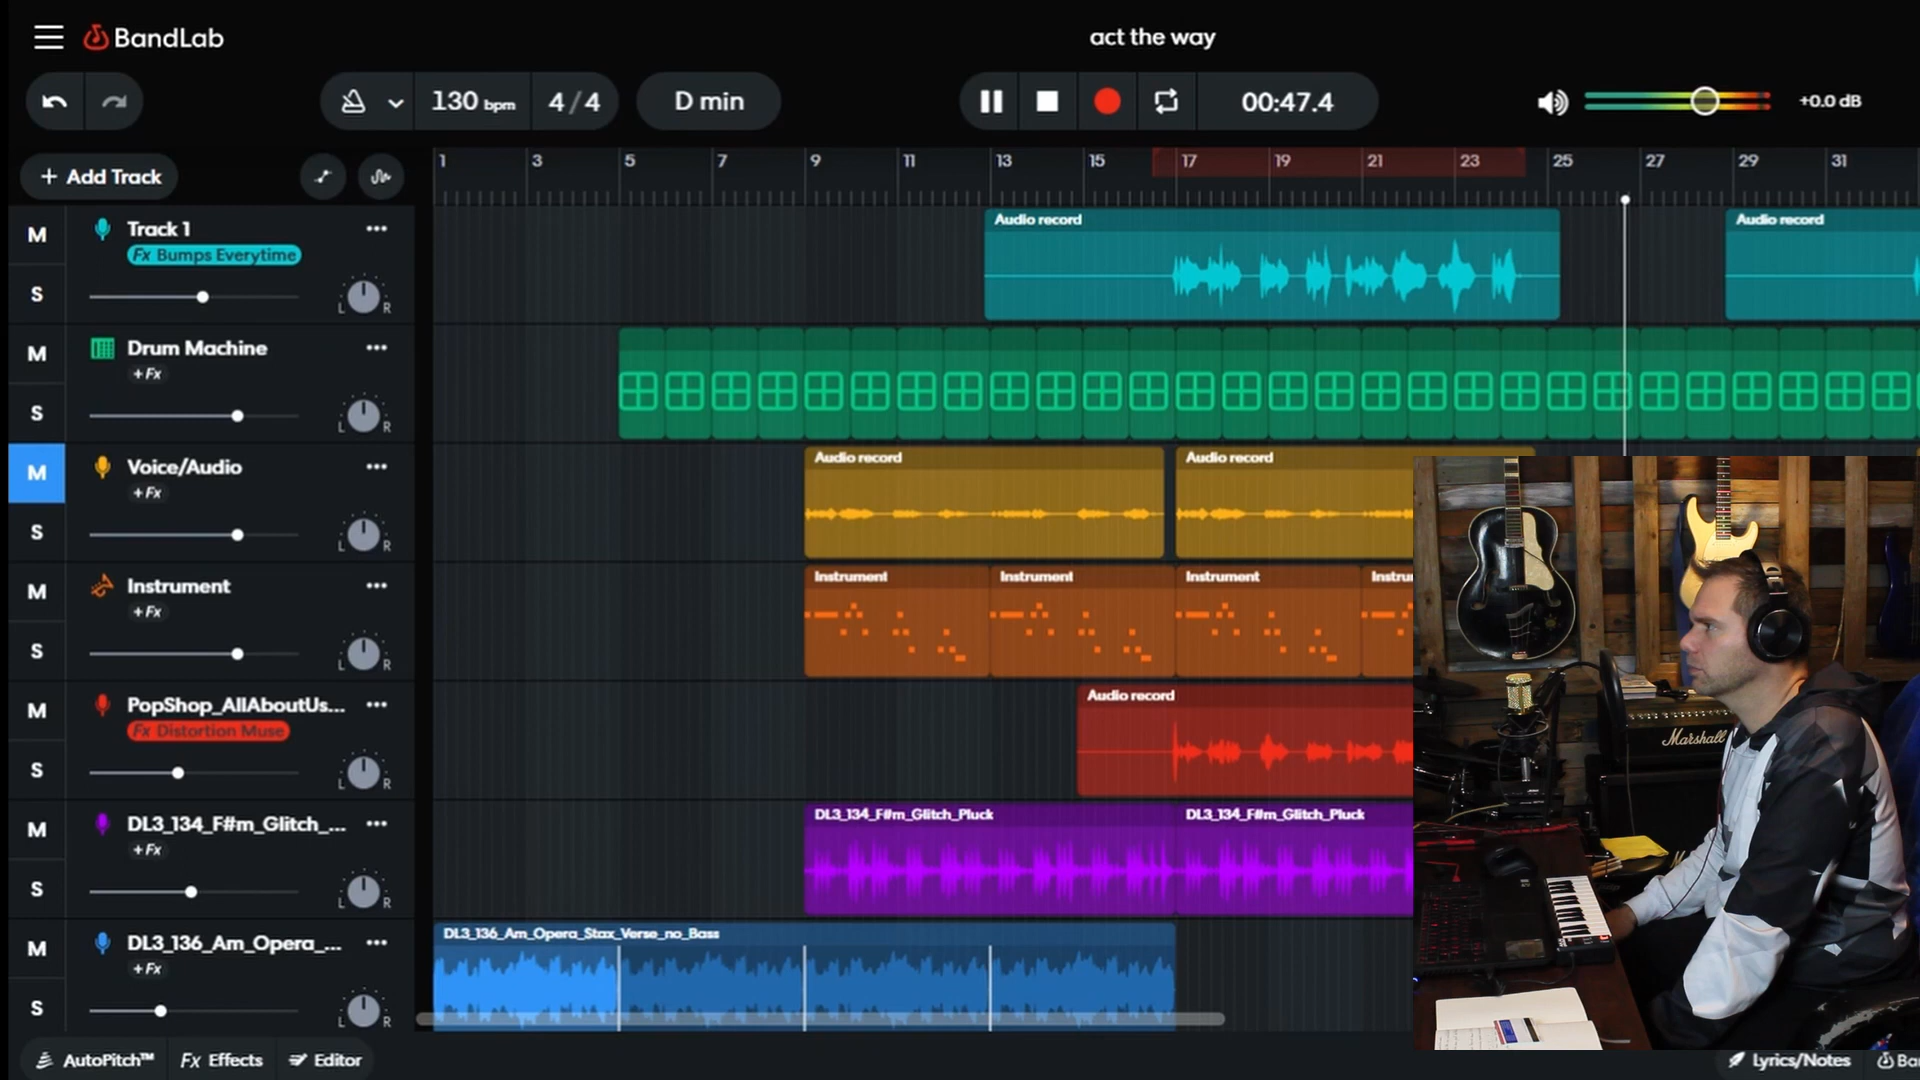 BandLab
act the way
130 bpm
4/4
D min
00:47.4
+0.0 dB
+ Add Track
1 3 5 7 9 11 13 15 17 19 21 23 25 27 29 31
M
Track 1
Fx Bumps Everytime
S
L R
Audio record
Audio record
M
Drum Machine
+ Fx
S
L R
M
Voice/Audio
+ Fx
S
L R
Audio record
Audio record
M
Instrument
+ Fx
S
L R
Instrument
Instrument
Instrument
Instru
M
PopShop_AllAboutUs...
Fx Distortion Muse
S
L R
Audio record
M
DL3_134_F#m_Glitch_...
+ Fx
S
L R
DL3_134_F#m_Glitch_Pluck
DL3_134_F#m_Glitch_Pluck
M
DL3_136_Am_Opera_...
+ Fx
S
L R
DL3_136_Am_Opera_Stax_Verse_no_Bass
Marshall
AutoPitch™
Fx Effects
Editor
Lyrics/Notes
Ba